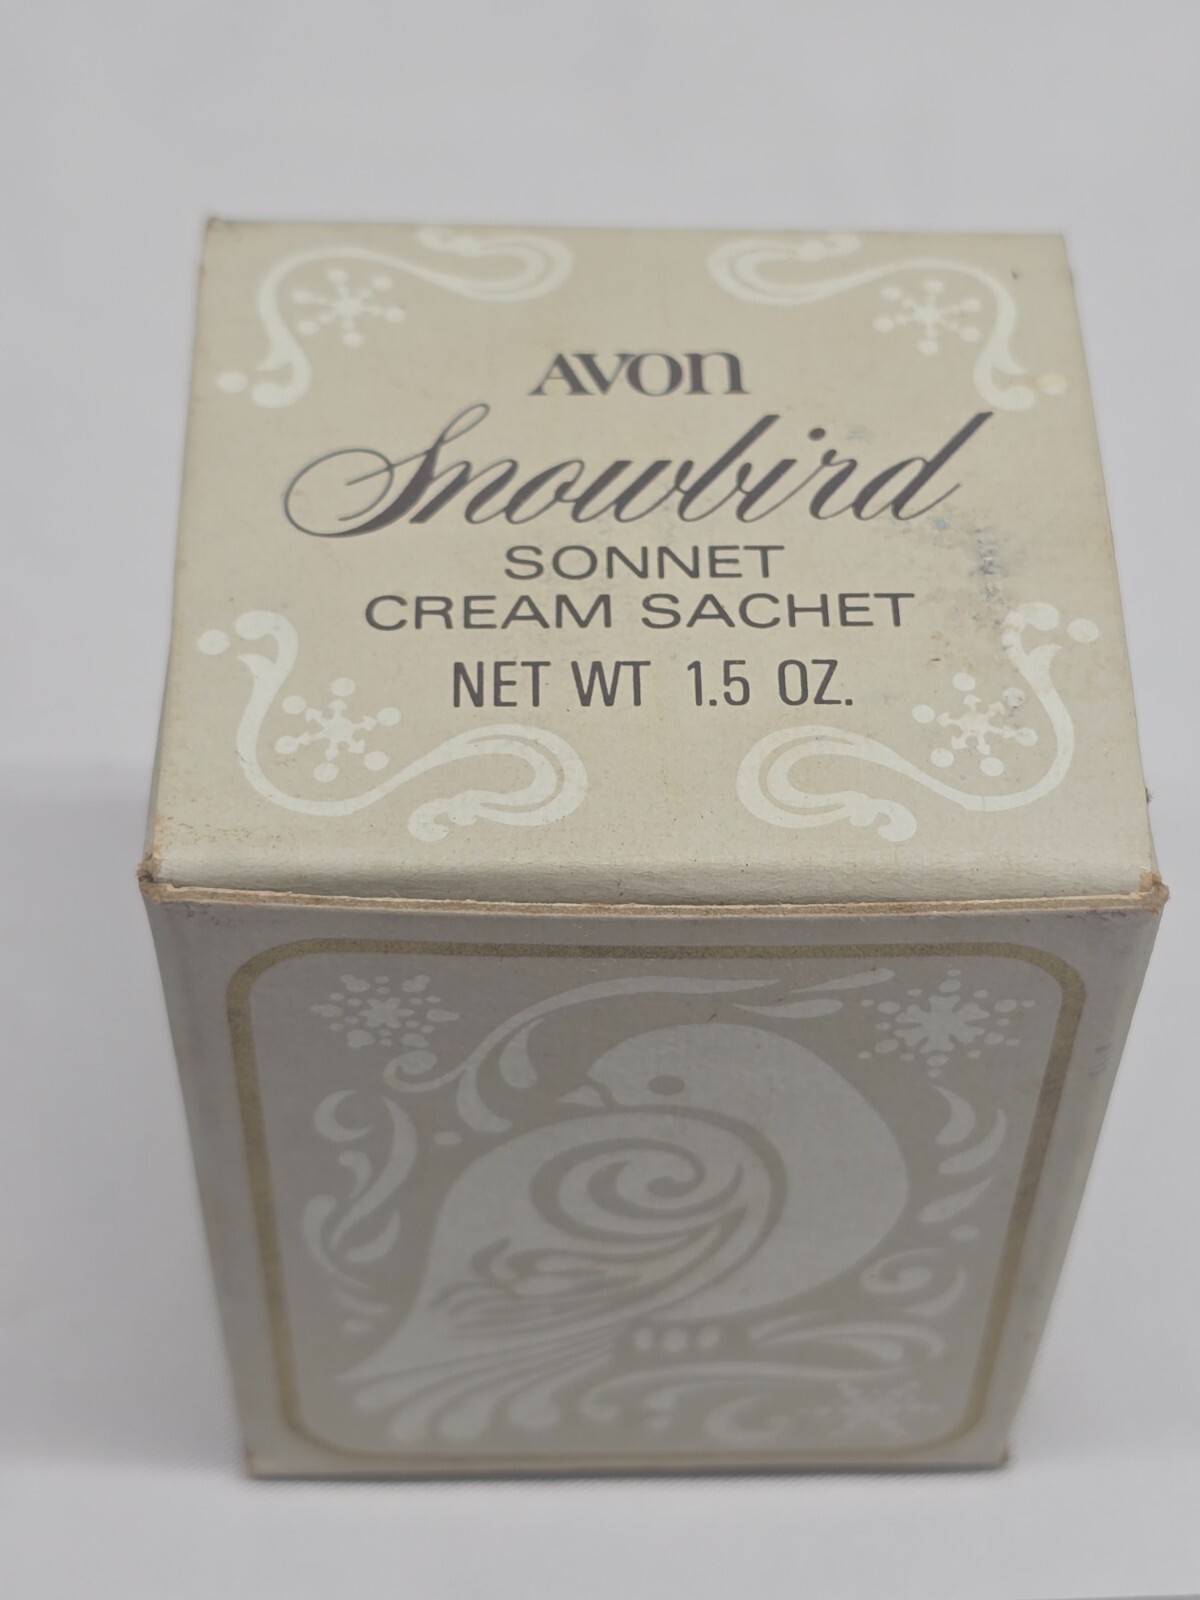 AVON
Snowbird
SONNET
CREAM SACHET
NET WT 1.5 OZ.